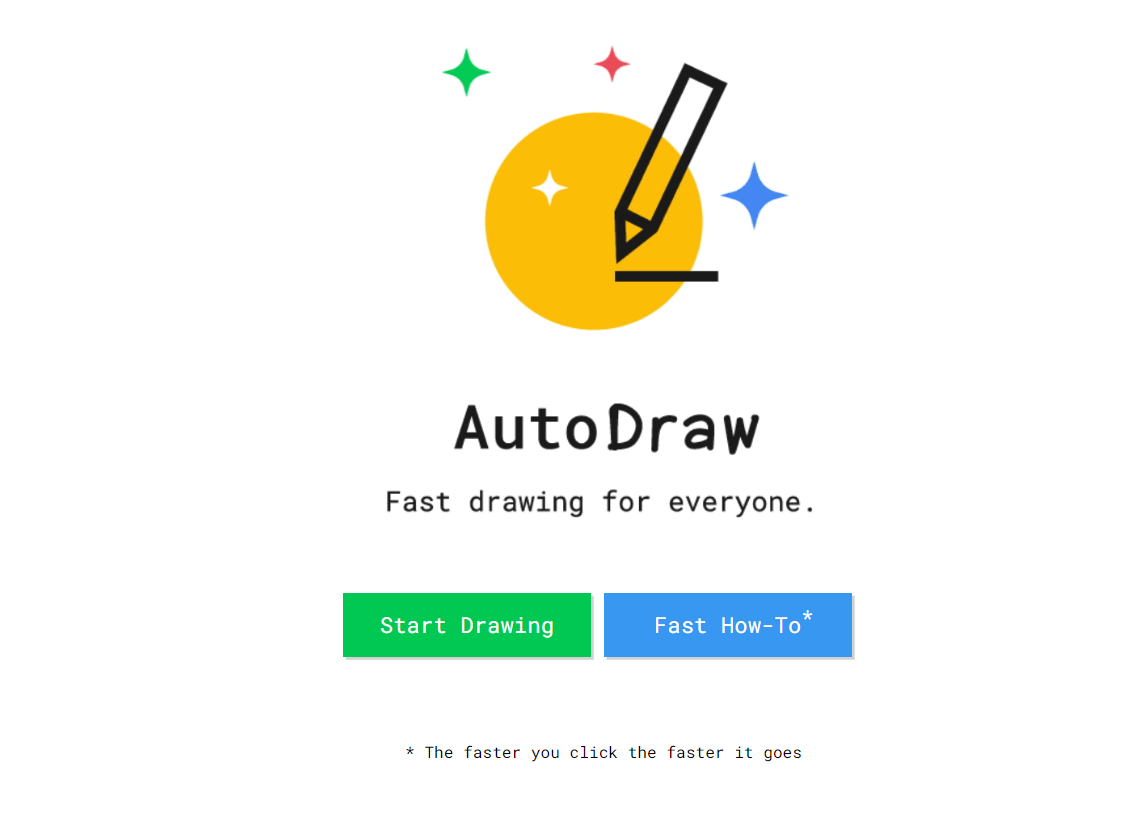 AutoDraw
Fast drawing for everyone.
Start Drawing
Fast How-To*
* The faster you click the faster it goes